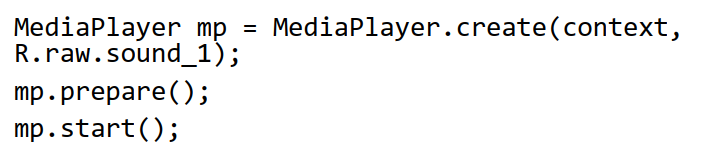 MediaPlayer mp = MediaPlayer.create(context,
R.raw.sound_1);
mp.prepare();
mp.start();